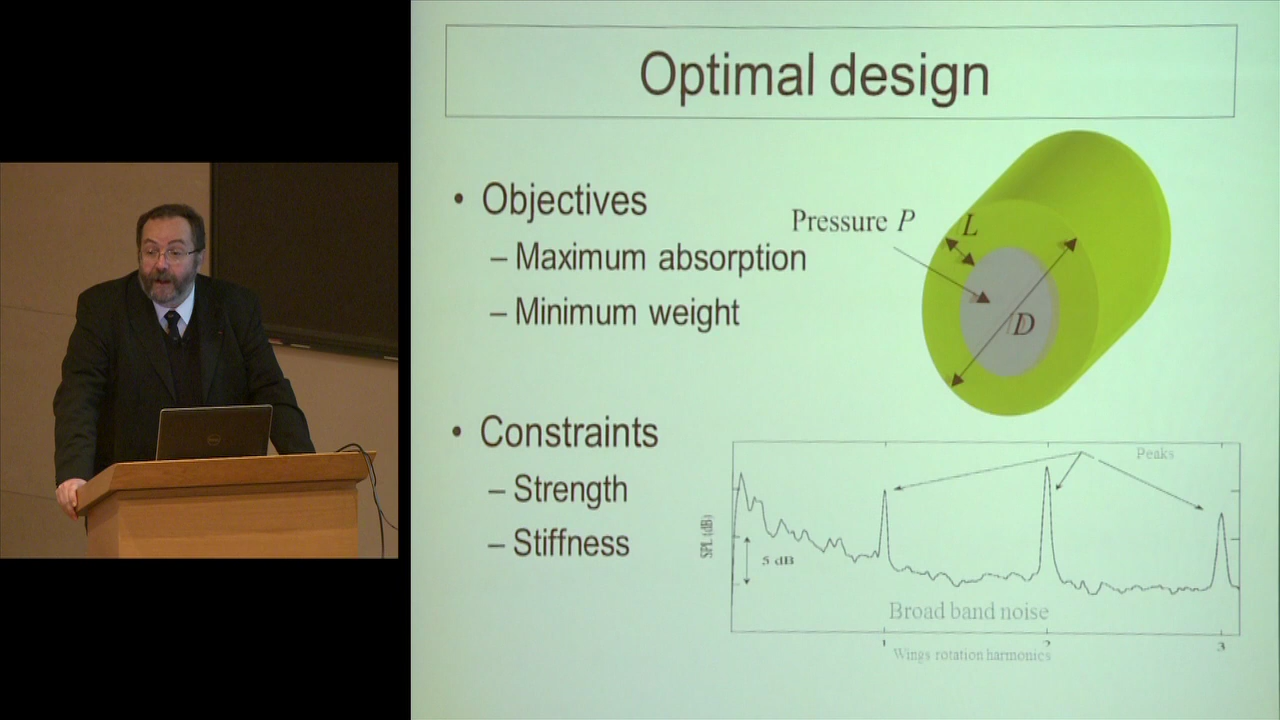 Optimal design
• Objectives
– Maximum absorption
– Minimum weight
Pressure P
L
D
• Constraints
– Strength
– Stiffness
Peaks
SPL (dB)
5 dB
Broad band noise
1 2 3
Wings rotation harmonics